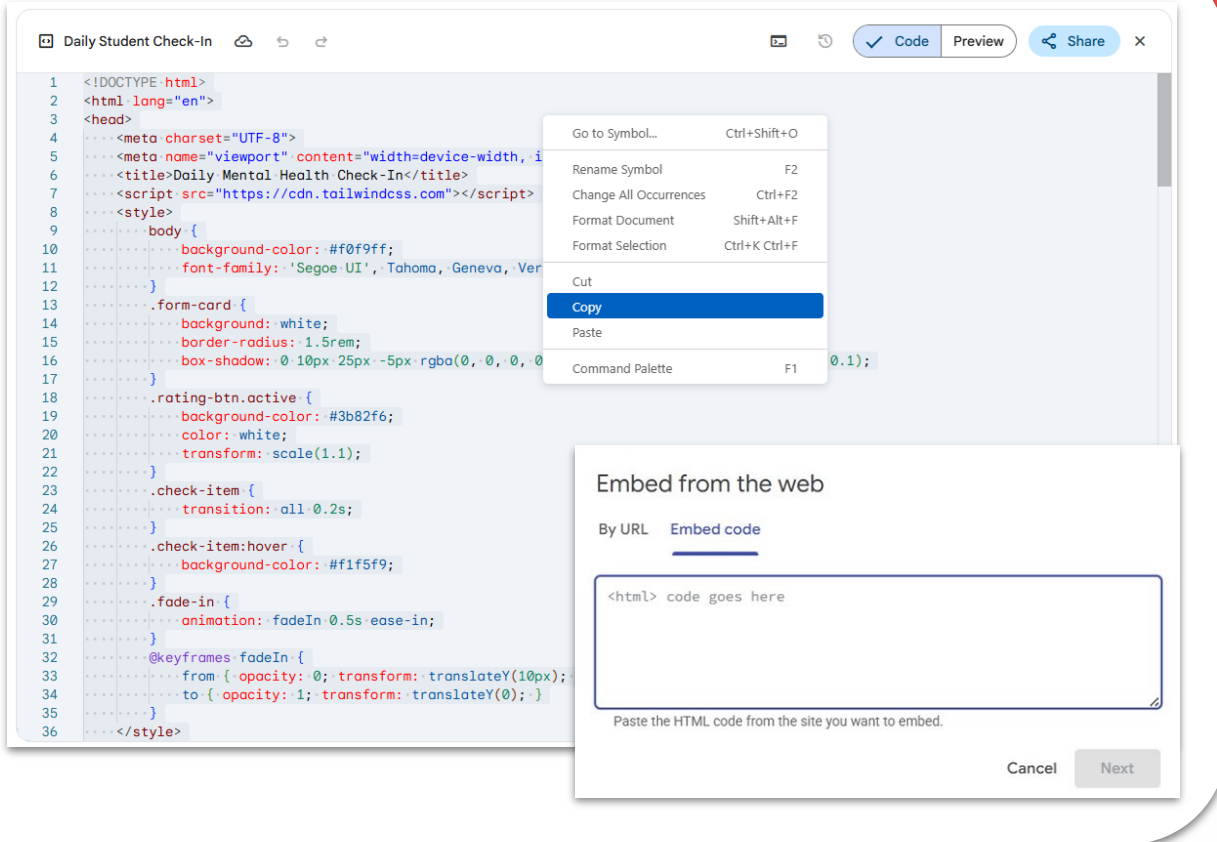 Daily Student Check-In
Code
Preview
Share
1 <!DOCTYPE html>
2 <html lang="en">
3 <head>
4     <meta charset="UTF-8">
5     <meta name="viewport" content="width=device-width, i
6     <title>Daily Mental Health Check-In</title>
7     <script src="https://cdn.tailwindcss.com"></script>
8     <style>
9         body {
10             background-color: #f0f9ff;
11             font-family: 'Segoe UI', Tahoma, Geneva, Ver
12         }
13         .form-card {
14             background: white;
15             border-radius: 1.5rem;
16             box-shadow: 0 10px 25px -5px rgba(0, 0, 0, 0 0.1);
17         }
18         .rating-btn.active {
19             background-color: #3b82f6;
20             color: white;
21             transform: scale(1.1);
22         }
23         .check-item {
24             transition: all 0.2s;
25         }
26         .check-item:hover {
27             background-color: #f1f5f9;
28         }
29         .fade-in {
30             animation: fadeIn 0.5s ease-in;
31         }
32         @keyframes fadeIn {
33             from { opacity: 0; transform: translateY(10px);
34             to { opacity: 1; transform: translateY(0); }
35         }
36     </style>
Go to Symbol... Ctrl+Shift+O
Rename Symbol F2
Change All Occurrences Ctrl+F2
Format Document Shift+Alt+F
Format Selection Ctrl+K Ctrl+F
Cut
Copy
Paste
Command Palette F1
Embed from the web
By URL Embed code
<html> code goes here
Paste the HTML code from the site you want to embed.
Cancel Next